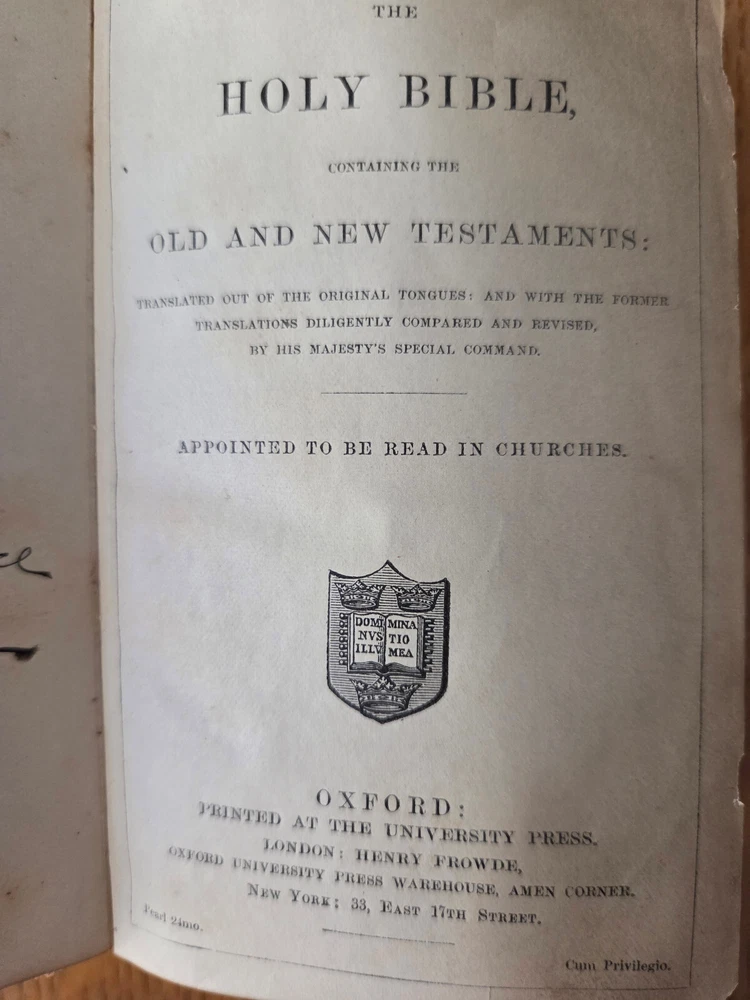 THE
HOLY BIBLE,
CONTAINING THE
OLD AND NEW TESTAMENTS:
TRANSLATED OUT OF THE ORIGINAL TONGUES: AND WITH THE FORMER
TRANSLATIONS DILIGENTLY COMPARED AND REVISED,
BY HIS MAJESTY'S SPECIAL COMMAND.
APPOINTED TO BE READ IN CHURCHES.
DOMI MINA
NVS TIO
ILLV MEA
OXFORD:
PRINTED AT THE UNIVERSITY PRESS.
LONDON: HENRY FROWDE,
OXFORD UNIVERSITY PRESS WAREHOUSE, AMEN CORNER.
NEW YORK; 33, EAST 17TH STREET.
Pearl 24mo.
Cum Privilegio.